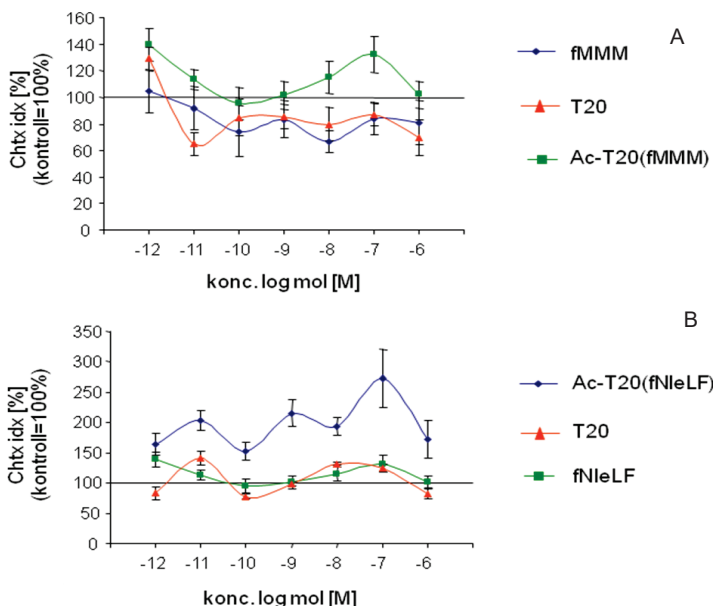 A
Chtx idx [%]
(kontroll=100%)
160
140
120
100
80
60
40
20
0
-12 -11 -10 -9 -8 -7 -6
konc. log mol [M]
fMMM
T20
Ac-T20(fMMM)
B
Chtx idx [%]
(kontroll=100%)
350
300
250
200
150
100
50
0
-12 -11 -10 -9 -8 -7 -6
konc. log mol [M]
Ac-T20(fNleLF)
T20
fNleLF